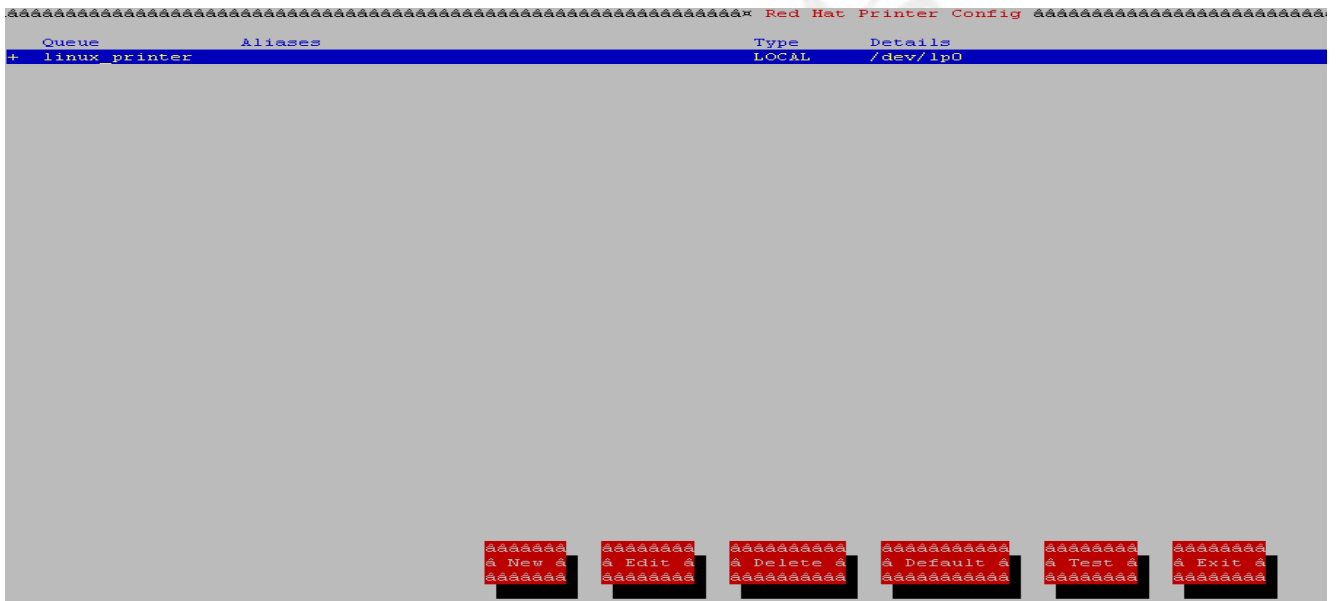 Red Hat Printer Config
Queue Aliases Type Details
+ linux_printer LOCAL /dev/lp0
New Edit Delete Default Test Exit